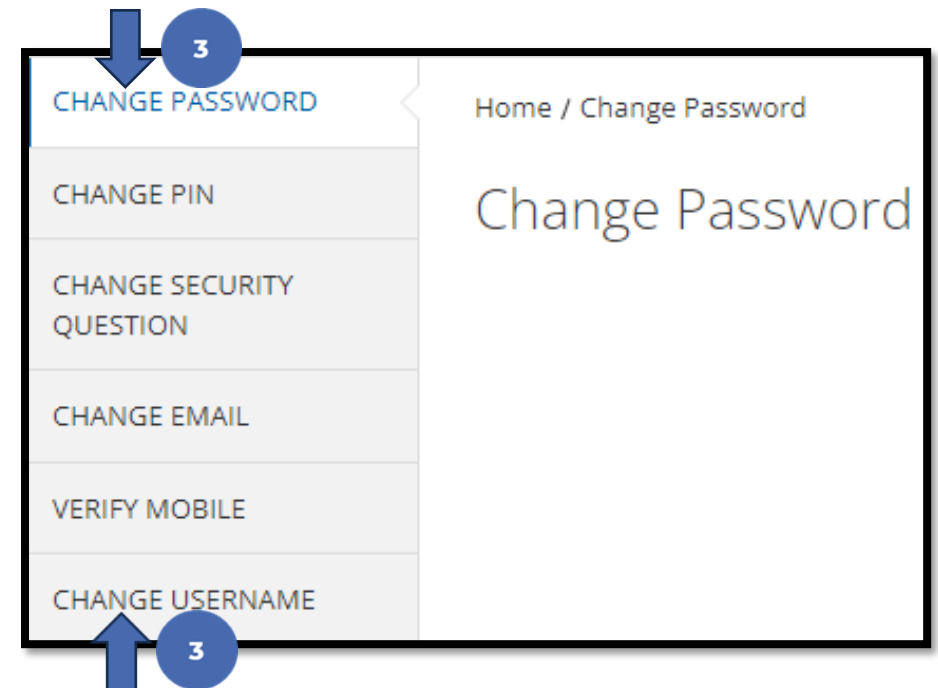 3
CHANGE PASSWORD
Home / Change Password
CHANGE PIN
Change Password
CHANGE SECURITY
QUESTION
CHANGE EMAIL
VERIFY MOBILE
CHANGE USERNAME
3